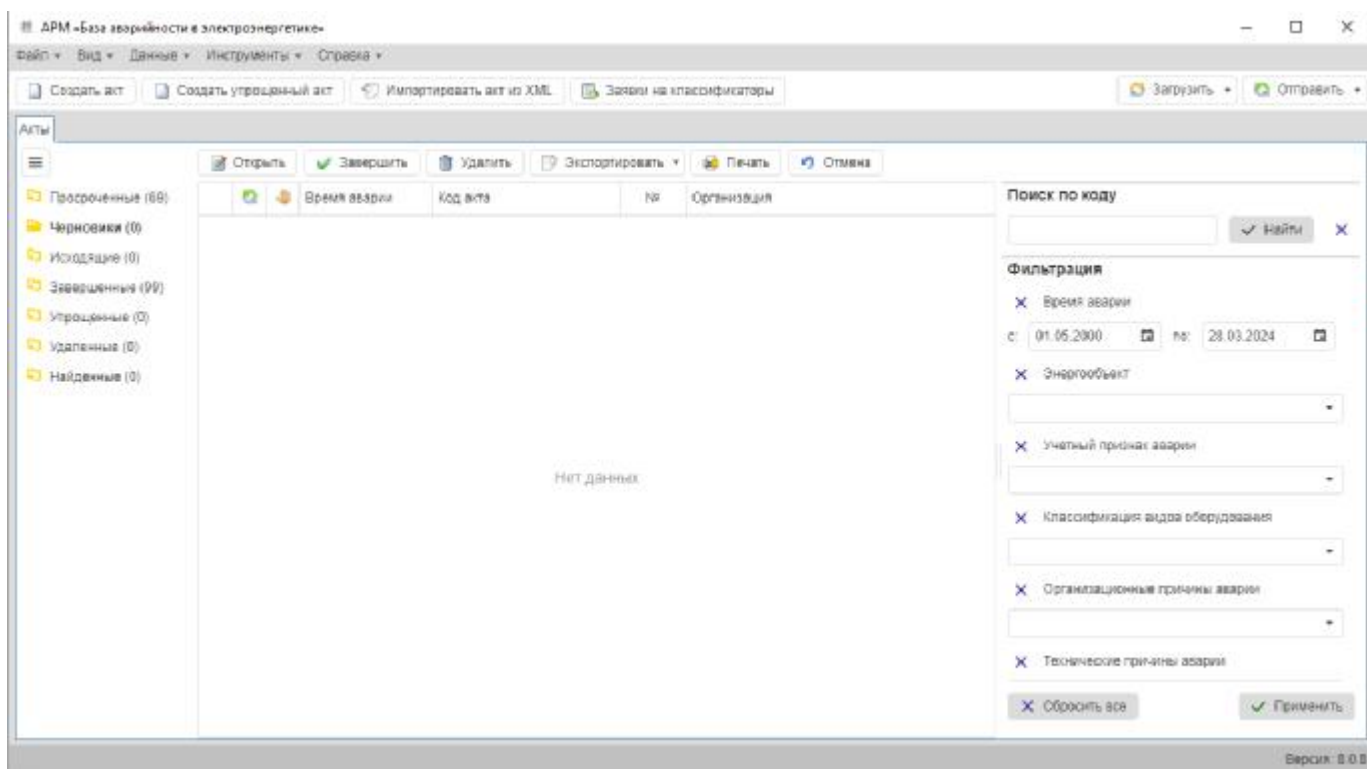 АРМ «База аварийности в электроэнергетике»
Файл Вид Данные Инструменты Справка
Создать акт Создать упрощенный акт Импортировать акт из XML Заявки на классификаторы Загрузить Отправить
Акты
Открыть Завершить Удалить Экспортировать Печать Отмена
Просроченные (69)
Черновики (0)
Исходящие (0)
Завершенные (99)
Упрощенные (0)
Удаленные (0)
Найденные (0)
Время аварии Код акта № Организация
Нет данных
Поиск по коду
Найти
Фильтрация
Время аварии
с: 01.05.2000 по: 28.03.2024
Энергообъект
Учетный признак аварии
Классификация видов оборудования
Организационные причины аварии
Технические причины аварии
Сбросить все Применить
Версия: 8.0.8